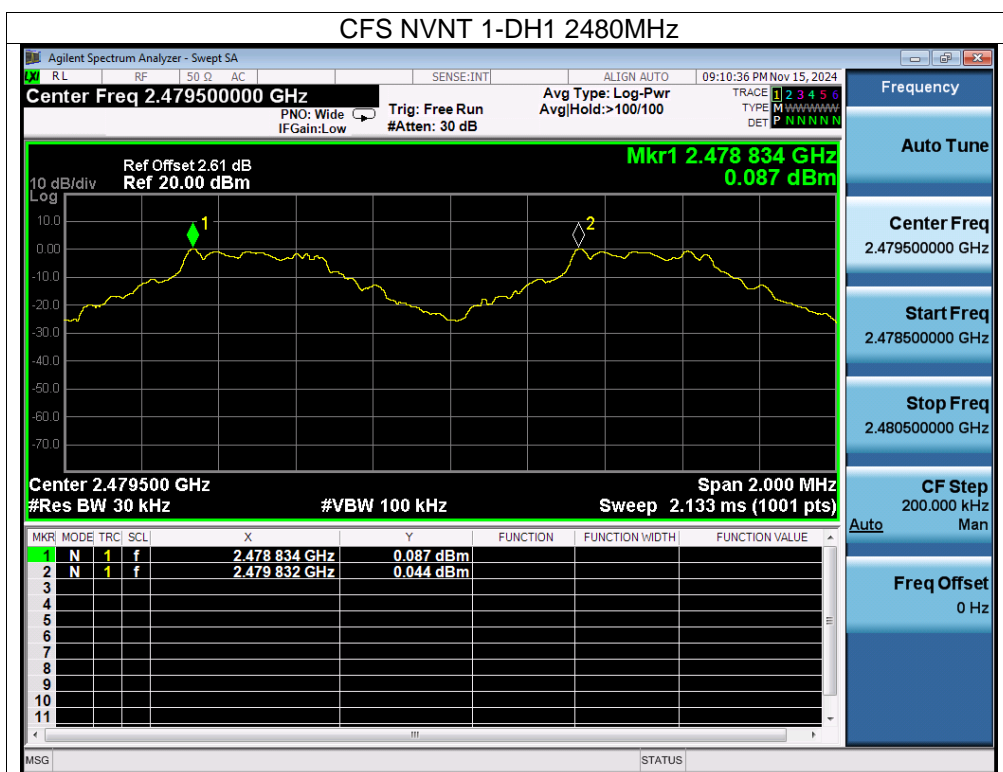 CFS NVNT 1-DH1 2480MHz
Agilent Spectrum Analyzer - Swept SA
LXI RL RF 50 Ω AC SENSE:INT ALIGN AUTO 09:10:36 PM Nov 15, 2024
Center Freq 2.479500000 GHz
PNO: Wide
IFGain:Low
Trig: Free Run
#Atten: 30 dB
Avg Type: Log-Pwr
Avg|Hold:>100/100
TRACE 1 2 3 4 5 6
TYPE M WWWWW
DET P N N N N N
Ref Offset 2.61 dB
10 dB/div Ref 20.00 dBm
Log
Mkr1 2.478 834 GHz
0.087 dBm
10.0
0.00
-10.0
-20.0
-30.0
-40.0
-50.0
-60.0
-70.0
1
2
Center 2.479500 GHz Span 2.000 MHz
#Res BW 30 kHz #VBW 100 kHz Sweep 2.133 ms (1001 pts)
MKR MODE TRC SCL X Y FUNCTION FUNCTION WIDTH FUNCTION VALUE
1 N 1 f 2.478 834 GHz 0.087 dBm
2 N 1 f 2.479 832 GHz 0.044 dBm
3
4
5
6
7
8
9
10
11
MSG STATUS
Frequency
Auto Tune
Center Freq
2.479500000 GHz
Start Freq
2.478500000 GHz
Stop Freq
2.480500000 GHz
CF Step
200.000 kHz
Auto Man
Freq Offset
0 Hz